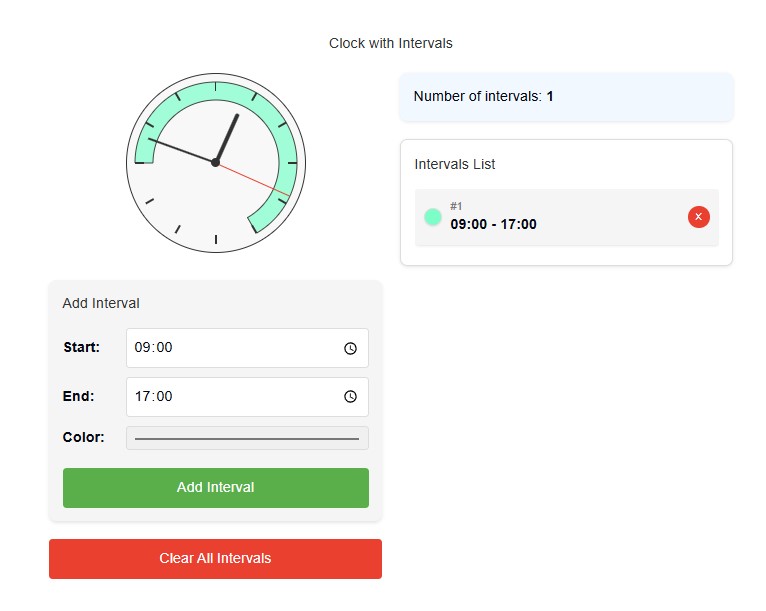 Clock with Intervals
Number of intervals: 1
Intervals List
#1
09:00 - 17:00
X
Add Interval
Start:
09:00
End:
17:00
Color:
Add Interval
Clear All Intervals